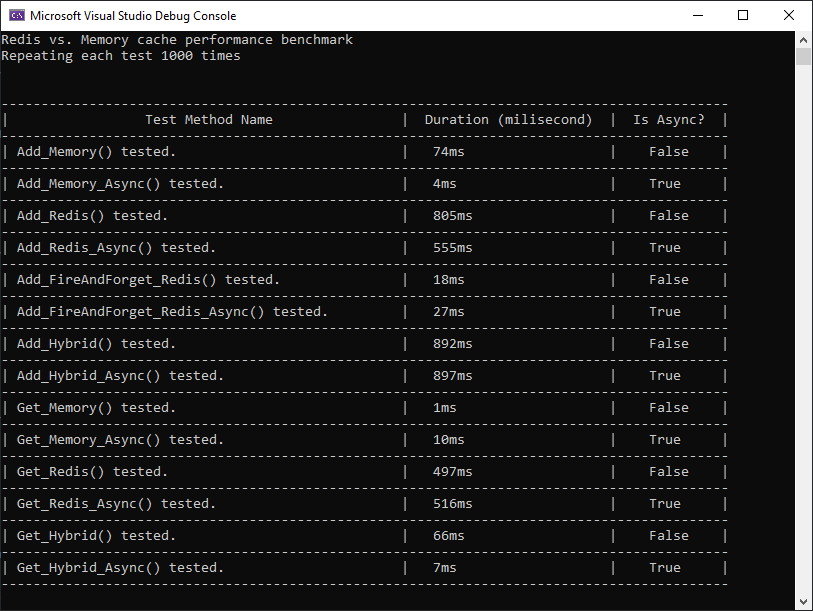 Microsoft Visual Studio Debug Console
Redis vs. Memory cache performance benchmark
Repeating each test 1000 times
| Test Method Name | Duration (milisecond) | Is Async? |
| Add_Memory() tested. | 74ms | False |
| Add_Memory_Async() tested. | 4ms | True |
| Add_Redis() tested. | 805ms | False |
| Add_Redis_Async() tested. | 555ms | True |
| Add_FireAndForget_Redis() tested. | 18ms | False |
| Add_FireAndForget_Redis_Async() tested. | 27ms | True |
| Add_Hybrid() tested. | 892ms | False |
| Add_Hybrid_Async() tested. | 897ms | True |
| Get_Memory() tested. | 1ms | False |
| Get_Memory_Async() tested. | 10ms | True |
| Get_Redis() tested. | 497ms | False |
| Get_Redis_Async() tested. | 516ms | True |
| Get_Hybrid() tested. | 66ms | False |
| Get_Hybrid_Async() tested. | 7ms | True |